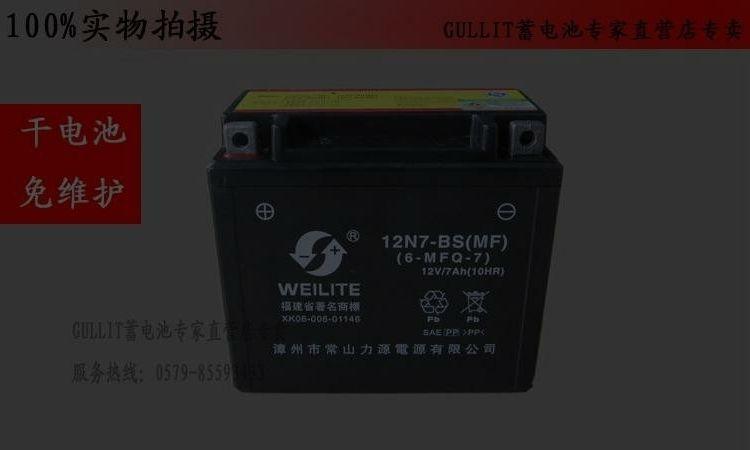 100%实物拍摄
GULLIT蓄电池专家直营店专卖
干电池
免维护
®
12N7-BS(MF)
(6-MFQ-7)
12V/7Ah(10HR)
WEILITE
福建省著名商標
XK06-006-01146
Pb
Pb
SAE (PP) >PP<
GULLIT蓄电池专家直营店专卖
漳州市常山力源電源有限公司
服务热线：0579-8559